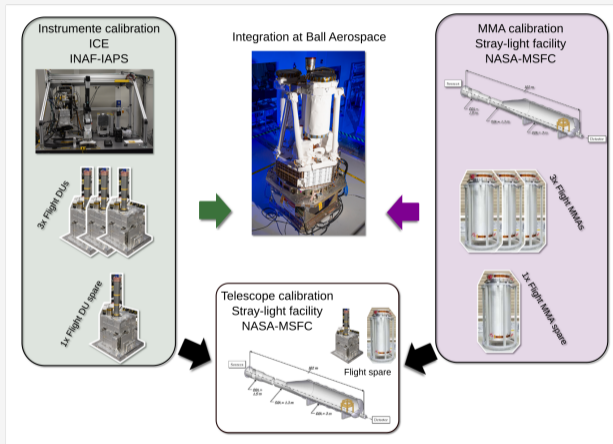 Instrumente calibration
ICE
INAF-IAPS
3x Flight DUs
1x Flight DU spare
Integration at Ball Aerospace
MMA calibration
Stray-light facility
NASA-MSFC
3x Flight MMAS
1x Flight MMA spare
Telescope calibration
Stray-light facility
NASA-MSFC
Flight spare